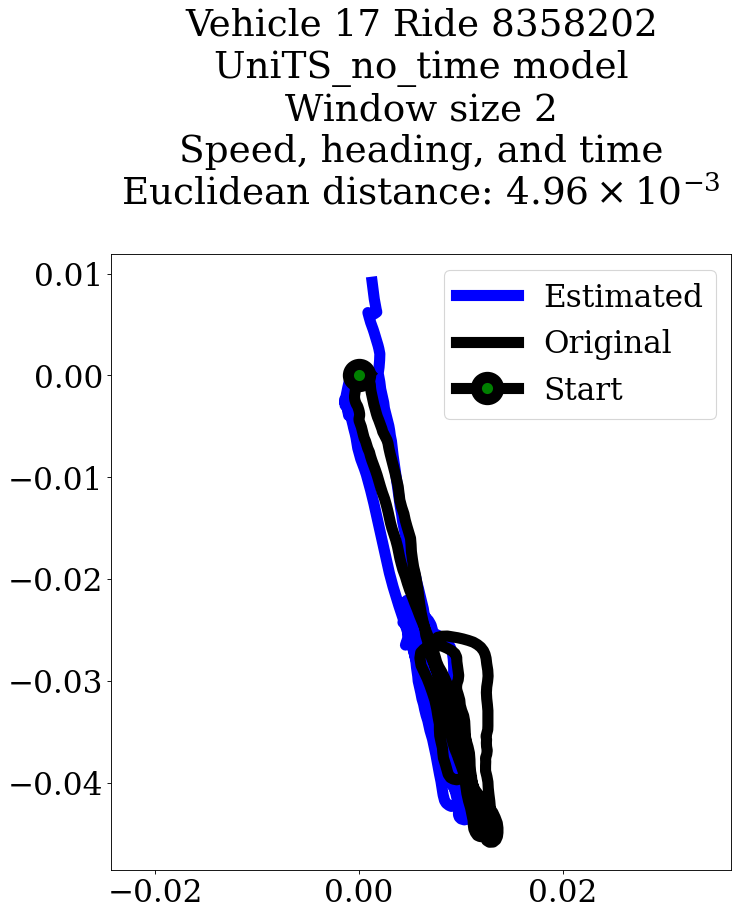 Vehicle 17 Ride 8358202
UniTS_no_time model
Window size 2
Speed, heading, and time
Euclidean distance: 4.96 × 10⁻³
Estimated
Original
Start
0.01
0.00
−0.01
−0.02
−0.03
−0.04
−0.02 0.00 0.02